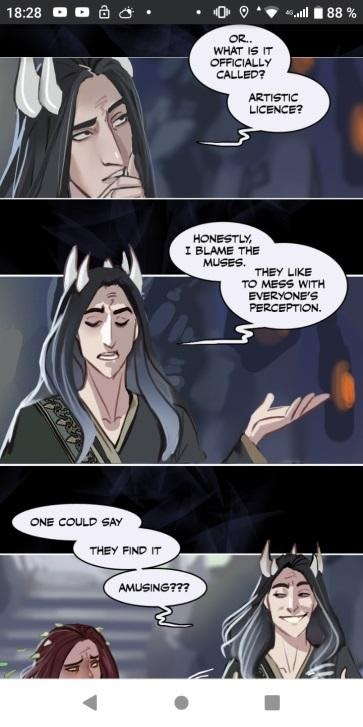 18:28
4G
88 %
OR..
WHAT IS IT
OFFICIALLY
CALLED?
ARTISTIC
LICENCE?
HONESTLY,
I BLAME THE
MUSES.
THEY LIKE
TO MESS WITH
EVERYONE'S
PERCEPTION.
ONE COULD SAY
THEY FIND IT
AMUSING???